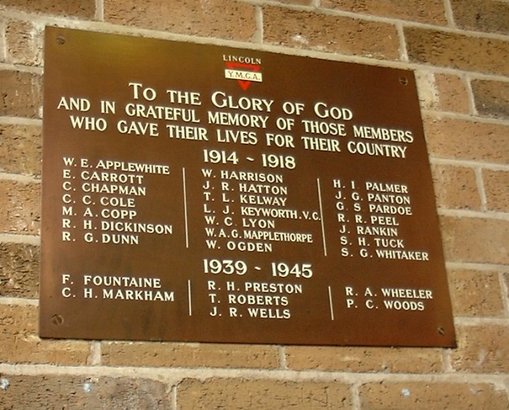 LINCOLN
Y.M.C.A.
TO THE GLORY OF GOD
AND IN GRATEFUL MEMORY OF THOSE MEMBERS
WHO GAVE THEIR LIVES FOR THEIR COUNTRY
1914 - 1918
W. E. APPLEWHITE
E. CARROTT
C. CHAPMAN
C. C. COLE
M. A. COPP
R. H. DICKINSON
R. G. DUNN
W. HARRISON
J. R. HATTON
T. L. KELWAY
L. J. KEYWORTH. V.C.
W. C. LYON
W. A. G. MAPPLETHORPE
W. OGDEN
H. I. PALMER
J. G. PANTON
G. S. PARDOE
R. R. PEEL
J. RANKIN
S. H. TUCK
S. G. WHITAKER
1939 - 1945
F. FOUNTAINE
C. H. MARKHAM
R. H. PRESTON
T. ROBERTS
J. R. WELLS
R. A. WHEELER
P. C. WOODS